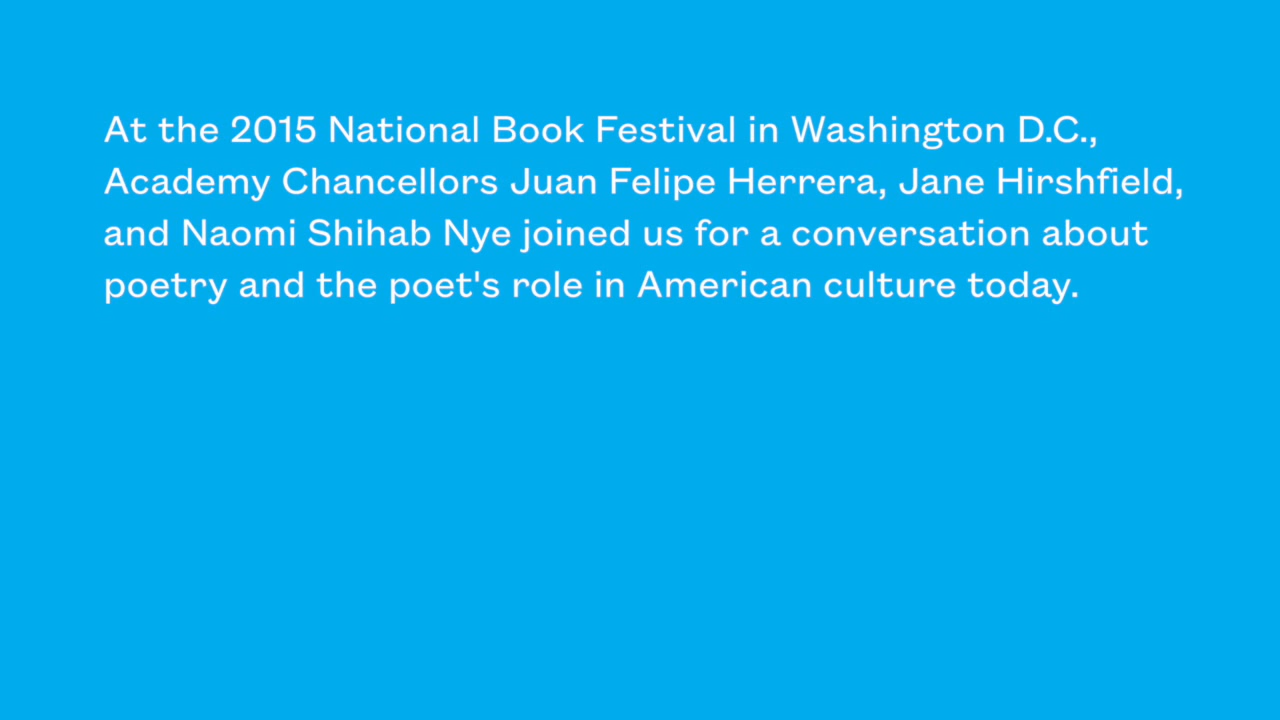 At the 2015 National Book Festival in Washington D.C.,
Academy Chancellors Juan Felipe Herrera, Jane Hirshfield,
and Naomi Shihab Nye joined us for a conversation about
poetry and the poet's role in American culture today.